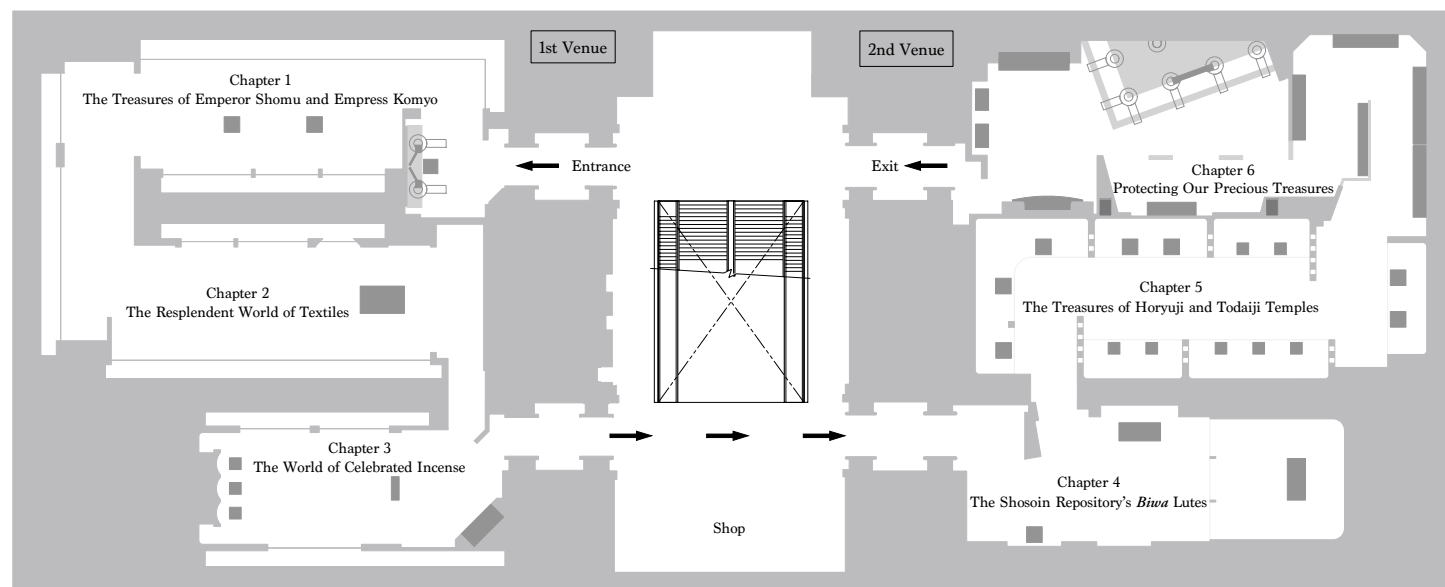 1st Venue
2nd Venue
Chapter 1
The Treasures of Emperor Shomu and Empress Komyo
Entrance
Exit
Chapter 6
Protecting Our Precious Treasures
Chapter 2
The Resplendent World of Textiles
Chapter 5
The Treasures of Horyuji and Todaiji Temples
Chapter 3
The World of Celebrated Incense
Chapter 4
The Shosoin Repository's Biwa Lutes
Shop